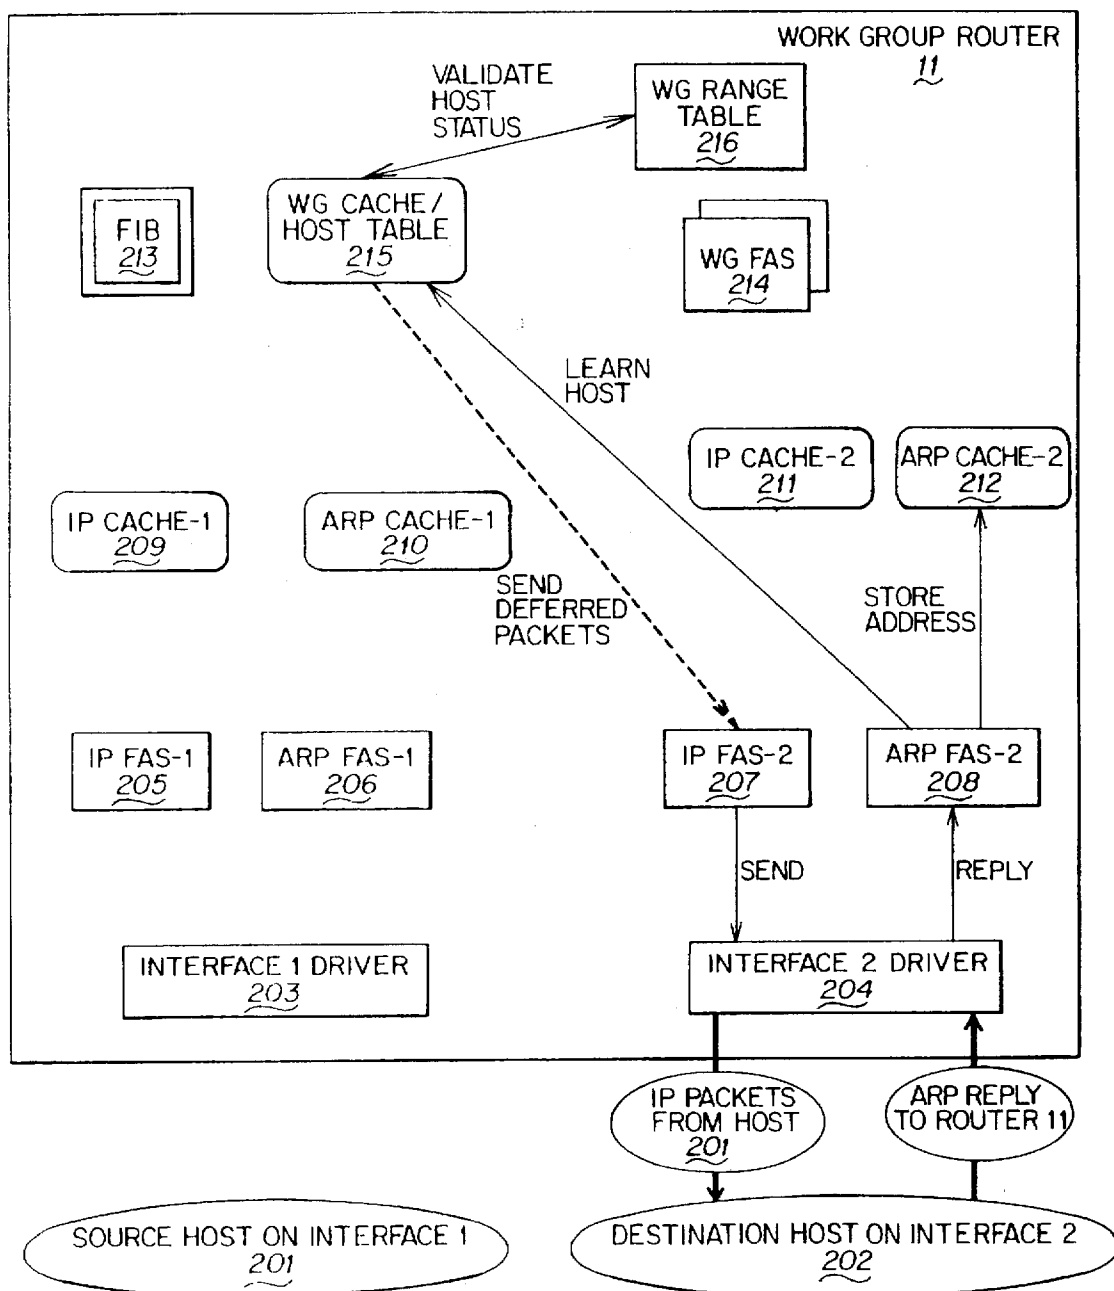 WORK GROUP ROUTER
11
VALIDATE
HOST
STATUS
WG RANGE
TABLE
216
FIB
213
WG CACHE/
HOST TABLE
215
WG FAS
214
LEARN
HOST
IP CACHE-2
211
ARP CACHE-2
212
IP CACHE-1
209
ARP CACHE-1
210
SEND
DEFERRED
PACKETS
STORE
ADDRESS
IP FAS-1
205
ARP FAS-1
206
IP FAS-2
207
ARP FAS-2
208
SEND
REPLY
INTERFACE 1 DRIVER
203
INTERFACE 2 DRIVER
204
IP PACKETS
FROM HOST
201
ARP REPLY
TO ROUTER 11
SOURCE HOST ON INTERFACE 1
201
DESTINATION HOST ON INTERFACE 2
202